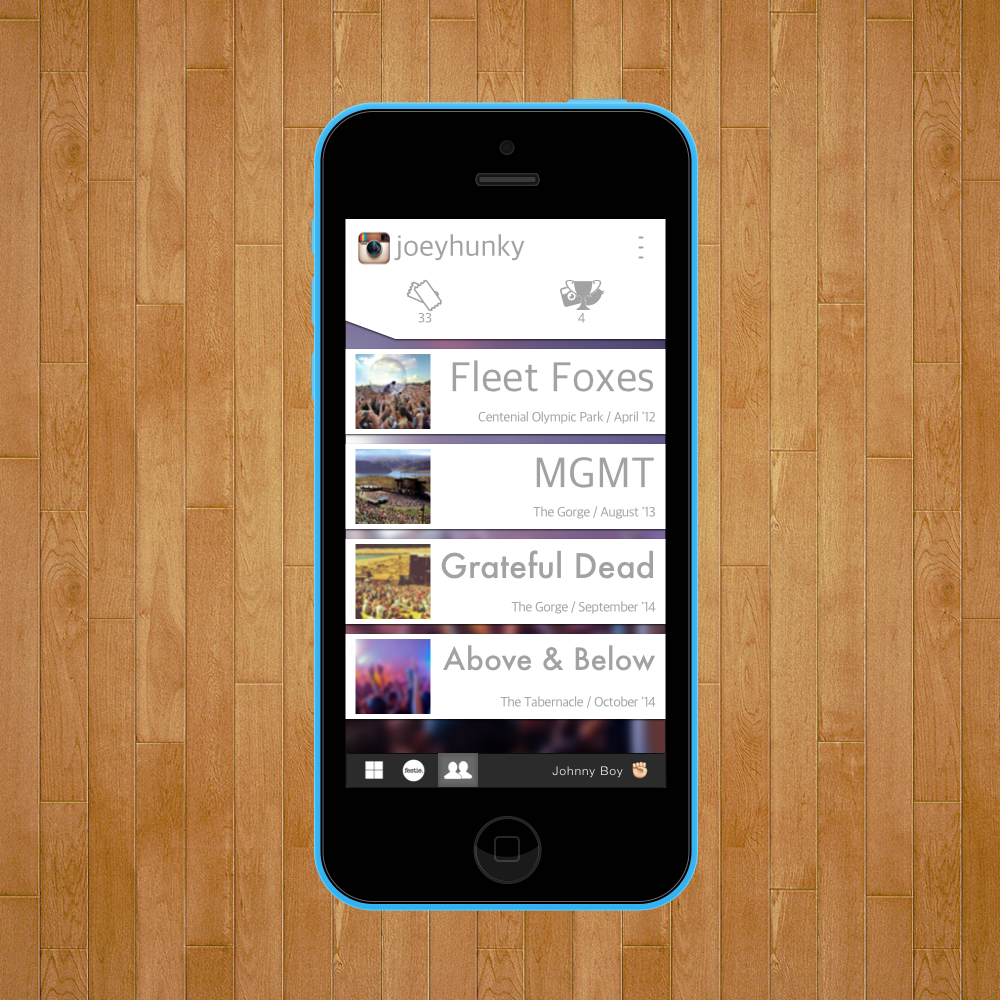 joeyhunky
33
4
Fleet Foxes
Centenial Olympic Park / April '12
MGMT
The Gorge / August '13
Grateful Dead
The Gorge / September '14
Above & Below
The Tabernacle / October '14
festie.
Johnny Boy